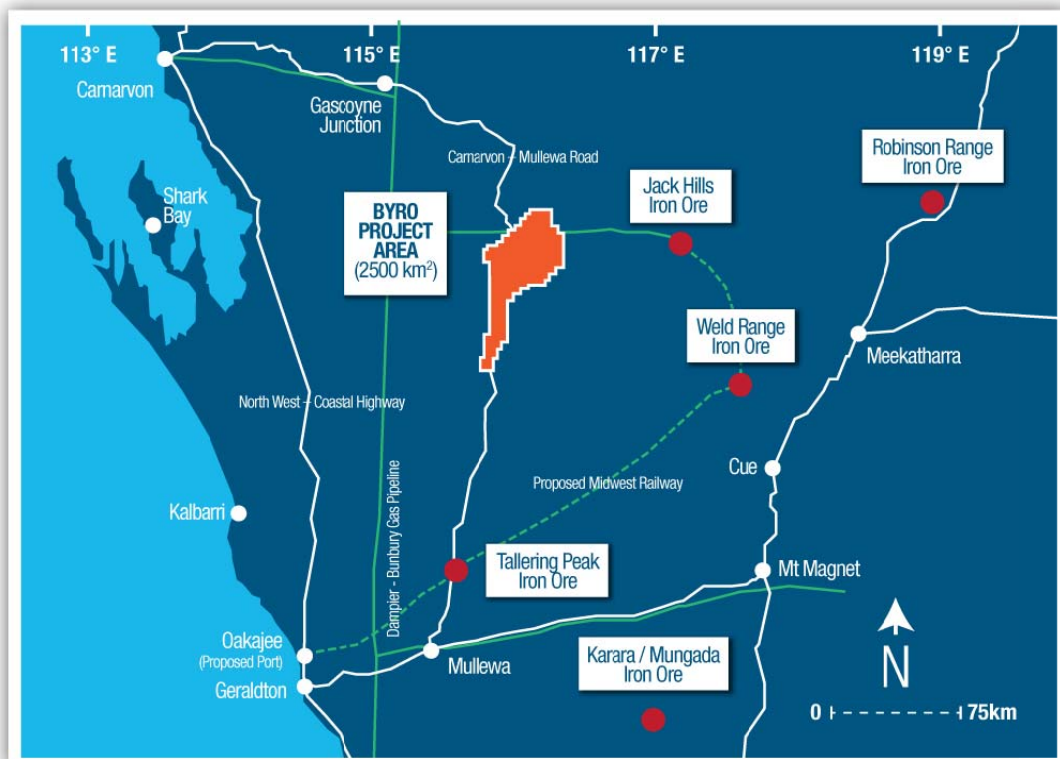 113° E
115° E
117° E
119° E
Carnarvon
Gascoyne
Junction
Carnarvon - Mullewa Road
Robinson Range
Iron Ore
Jack Hills
Iron Ore
Shark
Bay
BYRO
PROJECT
AREA
(2500 km²)
Weld Range
Iron Ore
Meekatharra
North West - Coastal Highway
Cue
Proposed Midwest Railway
Kalbarri
Dampier - Bunbury Gas Pipeline
Tallering Peak
Iron Ore
Mt Magnet
Oakajee
(Proposed Port)
Mullewa
Geraldton
Karara / Mungada
Iron Ore
N
0
75km